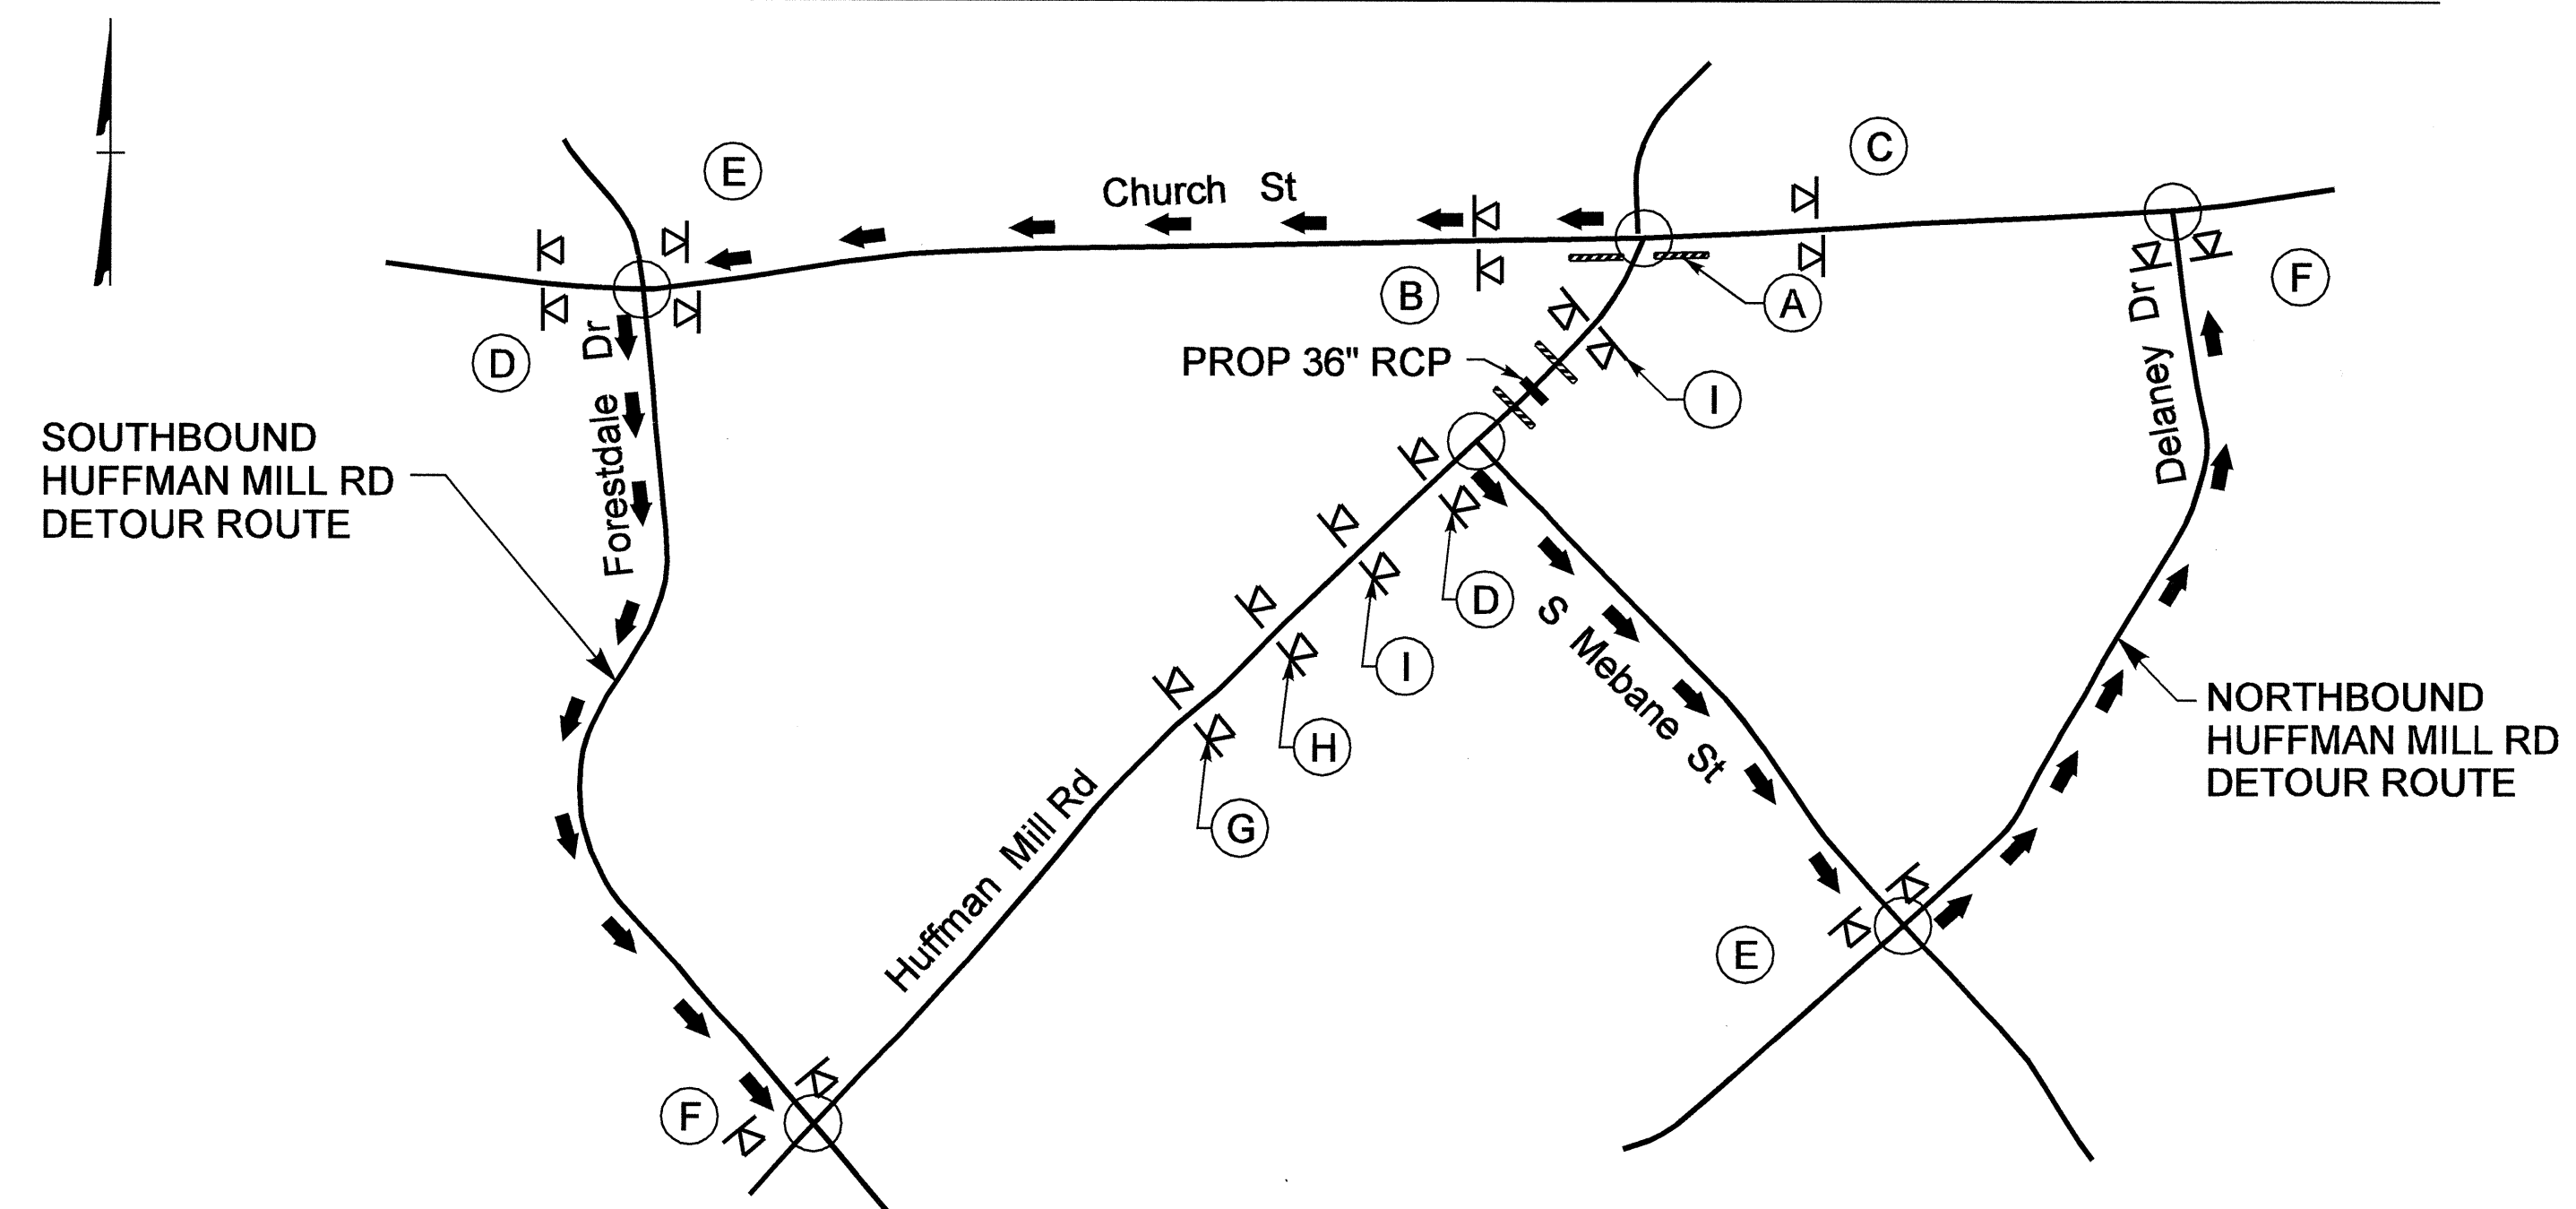 C
E
Church St
F
B
A
Delaney Dr
D
Forestdale Dr
PROP 36" RCP
I
SOUTHBOUND
HUFFMAN MILL RD
DETOUR ROUTE
D
S Mebane St
I
H
G
NORTHBOUND
HUFFMAN MILL RD
DETOUR ROUTE
Huffman Mill Rd
E
F